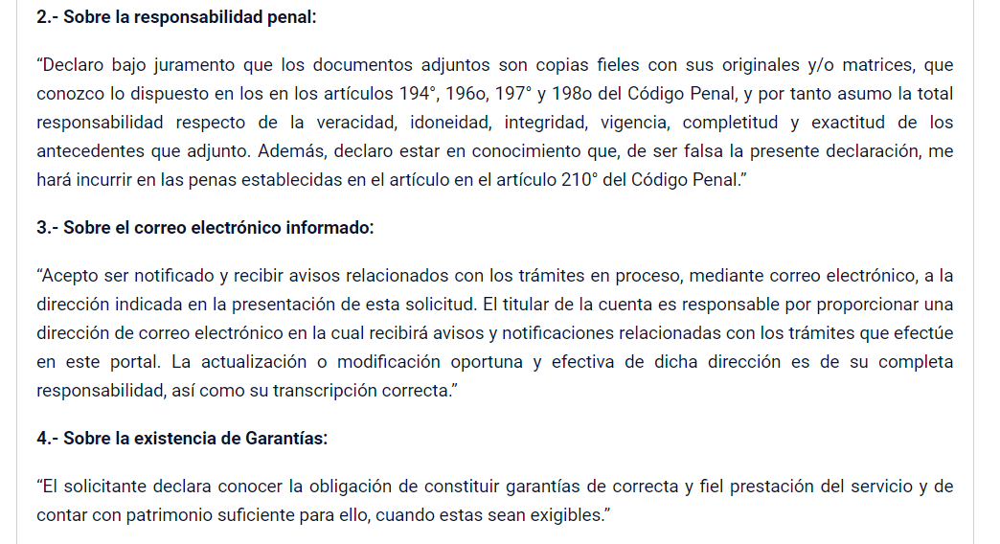 2.- Sobre la responsabilidad penal:
“Declaro bajo juramento que los documentos adjuntos son copias fieles con sus originales y/o matrices, que
conozco lo dispuesto en los en los artículos 194°, 196o, 197° y 198o del Código Penal, y por tanto asumo la total
responsabilidad respecto de la veracidad, idoneidad, integridad, vigencia, completitud y exactitud de los
antecedentes que adjunto. Además, declaro estar en conocimiento que, de ser falsa la presente declaración, me
hará incurrir en las penas establecidas en el artículo en el artículo 210° del Código Penal.”
3.- Sobre el correo electrónico informado:
“Acepto ser notificado y recibir avisos relacionados con los trámites en proceso, mediante correo electrónico, a la
dirección indicada en la presentación de esta solicitud. El titular de la cuenta es responsable por proporcionar una
dirección de correo electrónico en la cual recibirá avisos y notificaciones relacionadas con los trámites que efectúe
en este portal. La actualización o modificación oportuna y efectiva de dicha dirección es de su completa
responsabilidad, así como su transcripción correcta.”
4.- Sobre la existencia de Garantías:
“El solicitante declara conocer la obligación de constituir garantías de correcta y fiel prestación del servicio y de
contar con patrimonio suficiente para ello, cuando estas sean exigibles.”